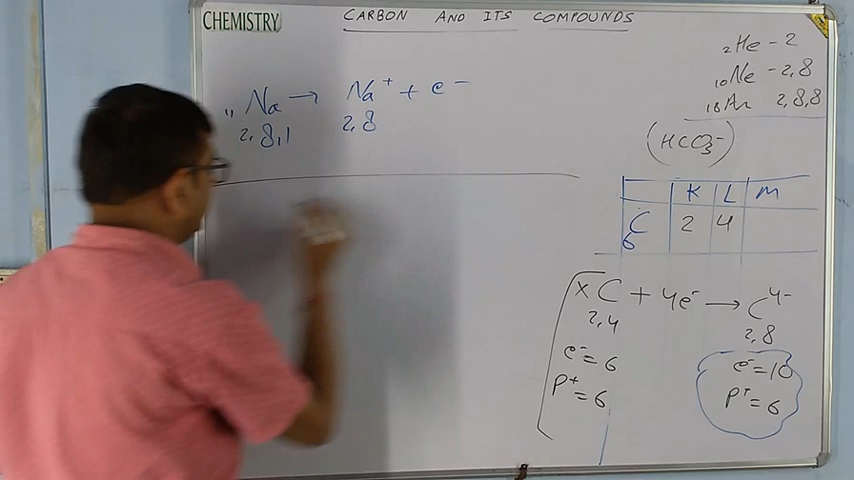 CHEMISTRY
CARBON AND ITS COMPOUNDS
₂He - 2
₁₀Ne - 2,8
₁₈Ar 2,8,8
(HCO₃⁻)
₁₁Na → Na⁺ + e⁻
2,8,1 2,8
K L M
C 2 4
6
x C + 4e⁻ → C⁴⁻
2,4 2,8
e⁻ = 6 e⁻ = 10
P⁺ = 6 P⁺ = 6